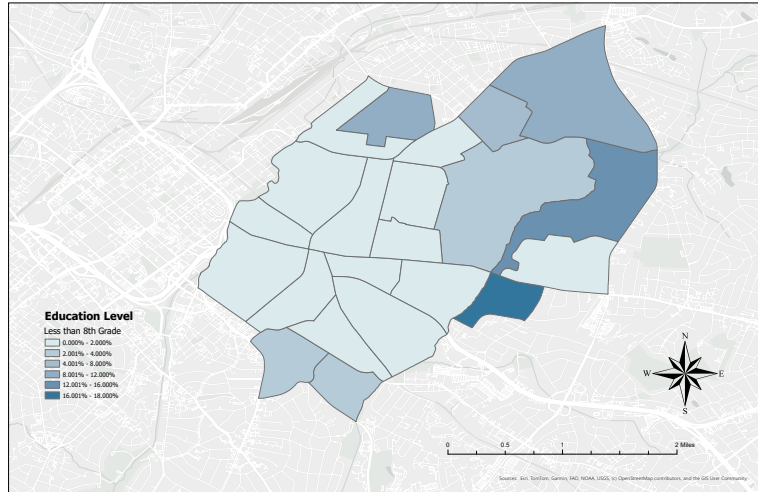 Education Level
Less than 8th Grade
0.000% - 2.000%
2.001% - 4.000%
4.001% - 8.000%
8.001% - 12.000%
12.001% - 16.000%
16.001% - 18.000%
N
W E
S
0 0.5 1 2 Miles
Sources: Esri, TomTom, Garmin, FAO, NOAA, USGS, (c) OpenStreetMap contributors, and the GIS User Community